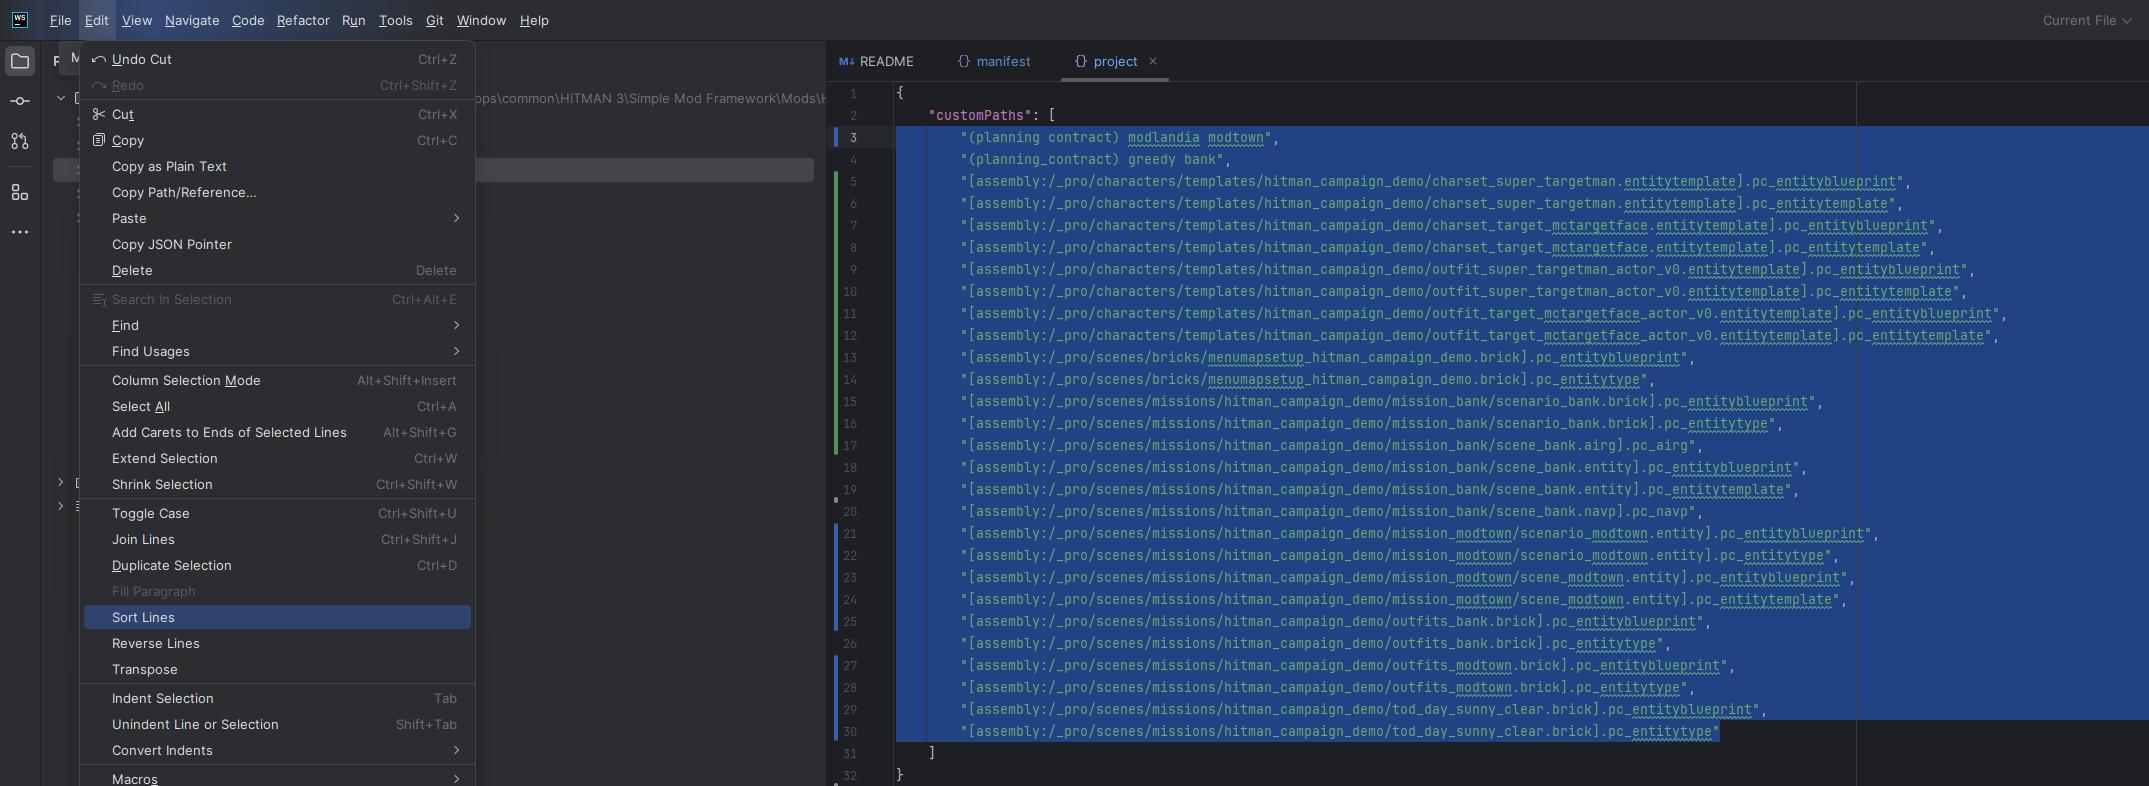 WS
File Edit View Navigate Code Refactor Run Tools Git Window Help
Current File
Undo Cut Ctrl+Z
Redo Ctrl+Shift+Z
Cut Ctrl+X
Copy Ctrl+C
Copy as Plain Text
Copy Path/Reference...
Paste
Copy JSON Pointer
Delete Delete
Search In Selection Ctrl+Alt+E
Find
Find Usages
Column Selection Mode Alt+Shift+Insert
Select All Ctrl+A
Add Carets to Ends of Selected Lines Alt+Shift+G
Extend Selection Ctrl+W
Shrink Selection Ctrl+Shift+W
Toggle Case Ctrl+Shift+U
Join Lines Ctrl+Shift+J
Duplicate Selection Ctrl+D
Fill Paragraph
Sort Lines
Reverse Lines
Transpose
Indent Selection Tab
Unindent Line or Selection Shift+Tab
Convert Indents
Macros
ops\common\HITMAN 3\Simple Mod Framework\Mods\H
M↓ README {} manifest {} project ×
1 {
2 "customPaths": [
3 "(planning contract) modlandia modtown",
4 "(planning_contract) greedy bank",
5 "[assembly:/_pro/characters/templates/hitman_campaign_demo/charset_super_targetman.entitytemplate].pc_entityblueprint",
6 "[assembly:/_pro/characters/templates/hitman_campaign_demo/charset_super_targetman.entitytemplate].pc_entitytemplate",
7 "[assembly:/_pro/characters/templates/hitman_campaign_demo/charset_target_mctargetface.entitytemplate].pc_entityblueprint",
8 "[assembly:/_pro/characters/templates/hitman_campaign_demo/charset_target_mctargetface.entitytemplate].pc_entitytemplate",
9 "[assembly:/_pro/characters/templates/hitman_campaign_demo/outfit_super_targetman_actor_v0.entitytemplate].pc_entityblueprint",
10 "[assembly:/_pro/characters/templates/hitman_campaign_demo/outfit_super_targetman_actor_v0.entitytemplate].pc_entitytemplate",
11 "[assembly:/_pro/characters/templates/hitman_campaign_demo/outfit_target_mctargetface_actor_v0.entitytemplate].pc_entityblueprint",
12 "[assembly:/_pro/characters/templates/hitman_campaign_demo/outfit_target_mctargetface_actor_v0.entitytemplate].pc_entitytemplate",
13 "[assembly:/_pro/scenes/bricks/menumapsetup_hitman_campaign_demo.brick].pc_entityblueprint",
14 "[assembly:/_pro/scenes/bricks/menumapsetup_hitman_campaign_demo.brick].pc_entitytype",
15 "[assembly:/_pro/scenes/missions/hitman_campaign_demo/mission_bank/scenario_bank.brick].pc_entityblueprint",
16 "[assembly:/_pro/scenes/missions/hitman_campaign_demo/mission_bank/scenario_bank.brick].pc_entitytype",
17 "[assembly:/_pro/scenes/missions/hitman_campaign_demo/mission_bank/scene_bank.airg].pc_airg"
18 "[assembly:/_pro/scenes/missions/hitman_campaign_demo/mission_bank/scene_bank.entity].pc_entityblueprint",
19 "[assembly:/_pro/scenes/missions/hitman_campaign_demo/mission_bank/scene_bank.entity].pc_entitytemplate",
20 "[assembly:/_pro/scenes/missions/hitman_campaign_demo/mission_bank/scene_bank.navp].pc_navp",
21 "[assembly:/_pro/scenes/missions/hitman_campaign_demo/mission_modtown/scenario_modtown.entity].pc_entityblueprint",
22 "[assembly:/_pro/scenes/missions/hitman_campaign_demo/mission_modtown/scenario_modtown.entity].pc_entitytype",
23 "[assembly:/_pro/scenes/missions/hitman_campaign_demo/mission_modtown/scene_modtown.entity].pc_entityblueprint",
24 "[assembly:/_pro/scenes/missions/hitman_campaign_demo/mission_modtown/scene_modtown.entity].pc_entitytemplate",
25 "[assembly:/_pro/scenes/missions/hitman_campaign_demo/outfits_bank.brick].pc_entityblueprint",
26 "[assembly:/_pro/scenes/missions/hitman_campaign_demo/outfits_bank.brick].pc_entitytype",
27 "[assembly:/_pro/scenes/missions/hitman_campaign_demo/outfits_modtown.brick].pc_entityblueprint",
28 "[assembly:/_pro/scenes/missions/hitman_campaign_demo/outfits_modtown.brick].pc_entitytype",
29 "[assembly:/_pro/scenes/missions/hitman_campaign_demo/tod_day_sunny_clear.brick].pc_entityblueprint",
30 "[assembly:/_pro/scenes/missions/hitman_campaign_demo/tod_day_sunny_clear.brick].pc_entitytype"
31 ]
32 }